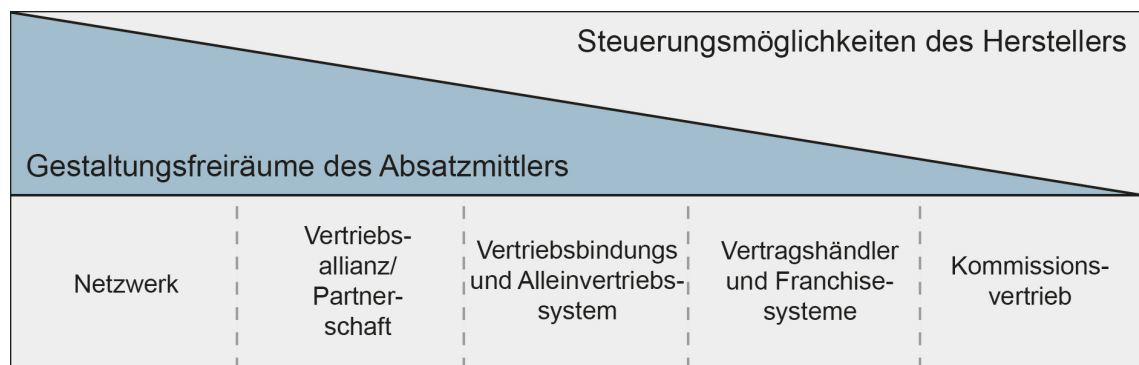 Steuerungsmöglichkeiten des Herstellers
Gestaltungsfreiräume des Absatzmittlers
Netzwerk
Vertriebs-
allianz/
Partner-
schaft
Vertriebsbindungs
und Alleinvertriebs-
system
Vertragshändler
und Franchise-
systeme
Kommissions-
vertrieb